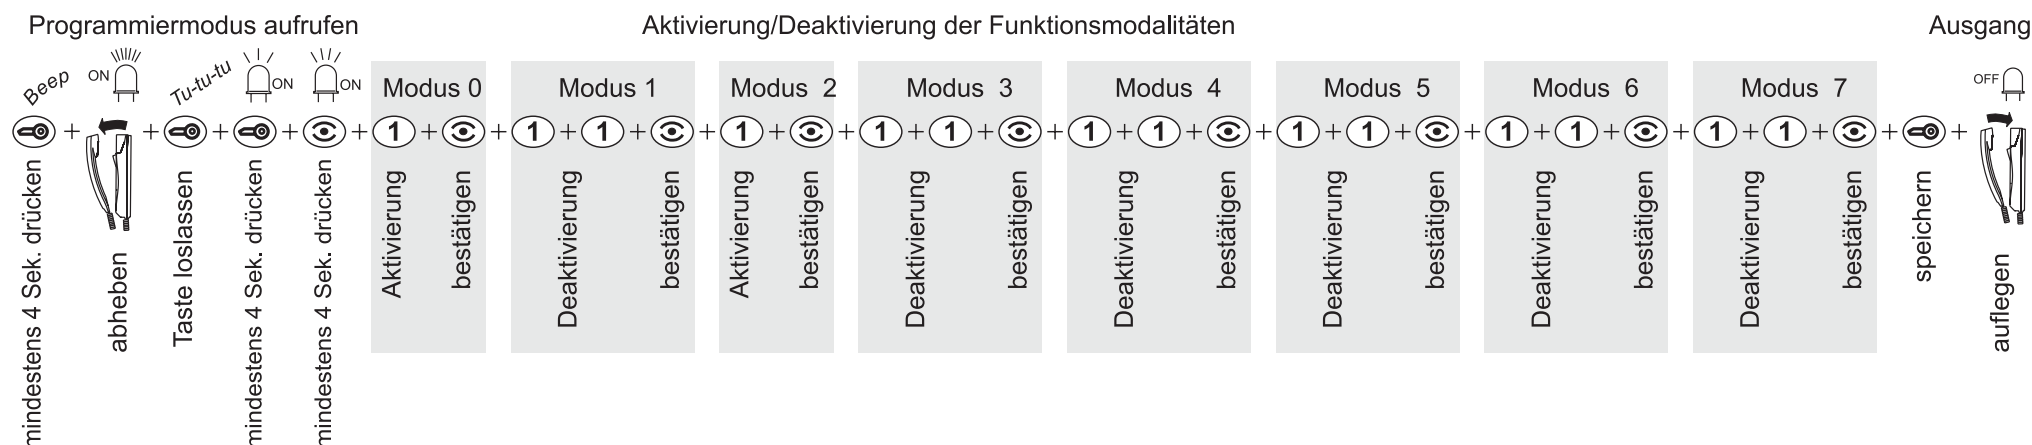 Programmiermodus aufrufen
Aktivierung/Deaktivierung der Funktionsmodalitäten
Ausgang
Beep
ON
Tu-tu-tu
ON
ON
OFF
Modus 0
Modus 1
Modus 2
Modus 3
Modus 4
Modus 5
Modus 6
Modus 7
+ + + + + 1 + + 1 + 1 + + 1 + + 1 + 1 + + 1 + 1 + + 1 + 1 + + 1 + 1 + + 1 + 1 + + +
mindestens 4 Sek. drücken
abheben
Taste loslassen
mindestens 4 Sek. drücken
mindestens 4 Sek. drücken
Aktivierung
bestätigen
Deaktivierung
bestätigen
Aktivierung
bestätigen
Deaktivierung
bestätigen
Deaktivierung
bestätigen
Deaktivierung
bestätigen
Deaktivierung
bestätigen
Deaktivierung
bestätigen
speichern
auflegen